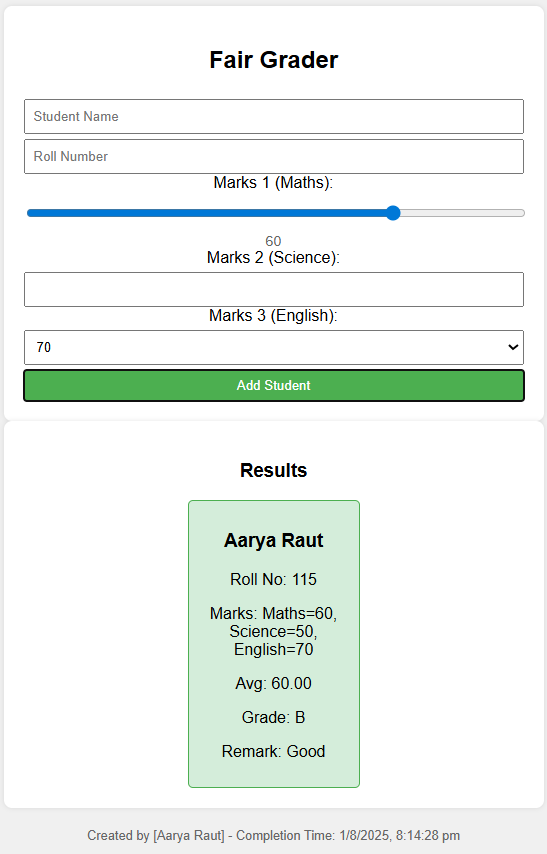 Fair Grader
Student Name
Roll Number
Marks 1 (Maths):
60
Marks 2 (Science):
Marks 3 (English):
70
Add Student
Results
Aarya Raut
Roll No: 115
Marks: Maths=60,
Science=50,
English=70
Avg: 60.00
Grade: B
Remark: Good
Created by [Aarya Raut] - Completion Time: 1/8/2025, 8:14:28 pm